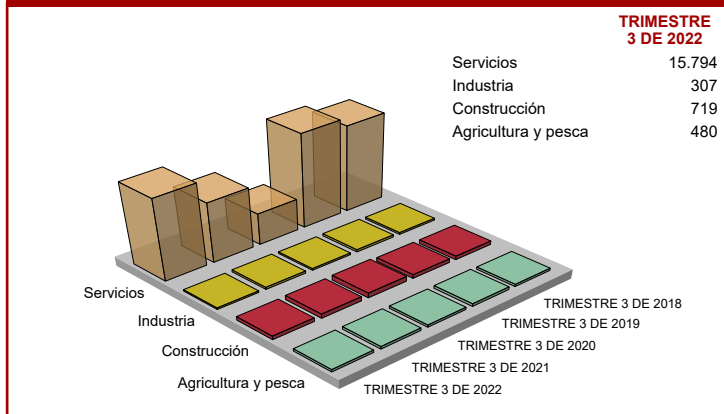 TRIMESTRE
3 DE 2022
Servicios 15.794
Industria 307
Construcción 719
Agricultura y pesca 480
Servicios
Industria
Construcción
Agricultura y pesca
TRIMESTRE 3 DE 2018
TRIMESTRE 3 DE 2019
TRIMESTRE 3 DE 2020
TRIMESTRE 3 DE 2021
TRIMESTRE 3 DE 2022